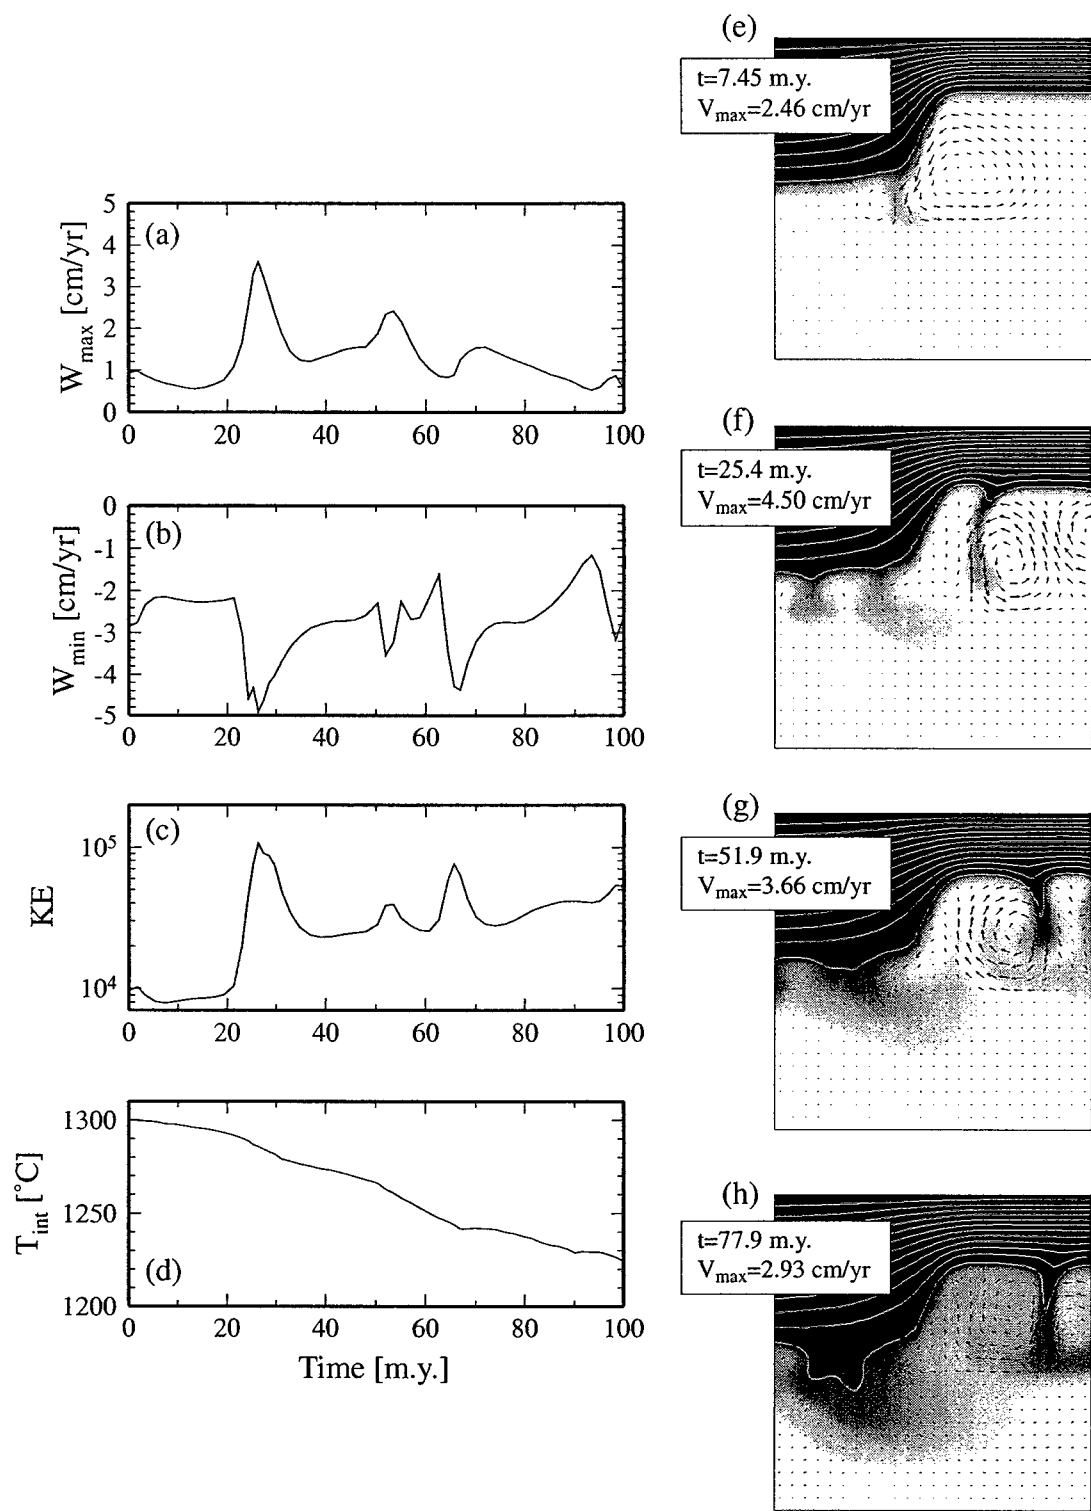 (a)
W_max [cm/yr]
5
4
3
2
1
0
0 20 40 60 80 100
(b)
W_min [cm/yr]
0
-1
-2
-3
-4
-5
0 20 40 60 80 100
(c)
KE
10^5
10^4
0 20 40 60 80 100
(d)
T_int [°C]
1300
1250
1200
0 20 40 60 80 100
Time [m.y.]
(e)
t=7.45 m.y.
V_max=2.46 cm/yr
(f)
t=25.4 m.y.
V_max=4.50 cm/yr
(g)
t=51.9 m.y.
V_max=3.66 cm/yr
(h)
t=77.9 m.y.
V_max=2.93 cm/yr